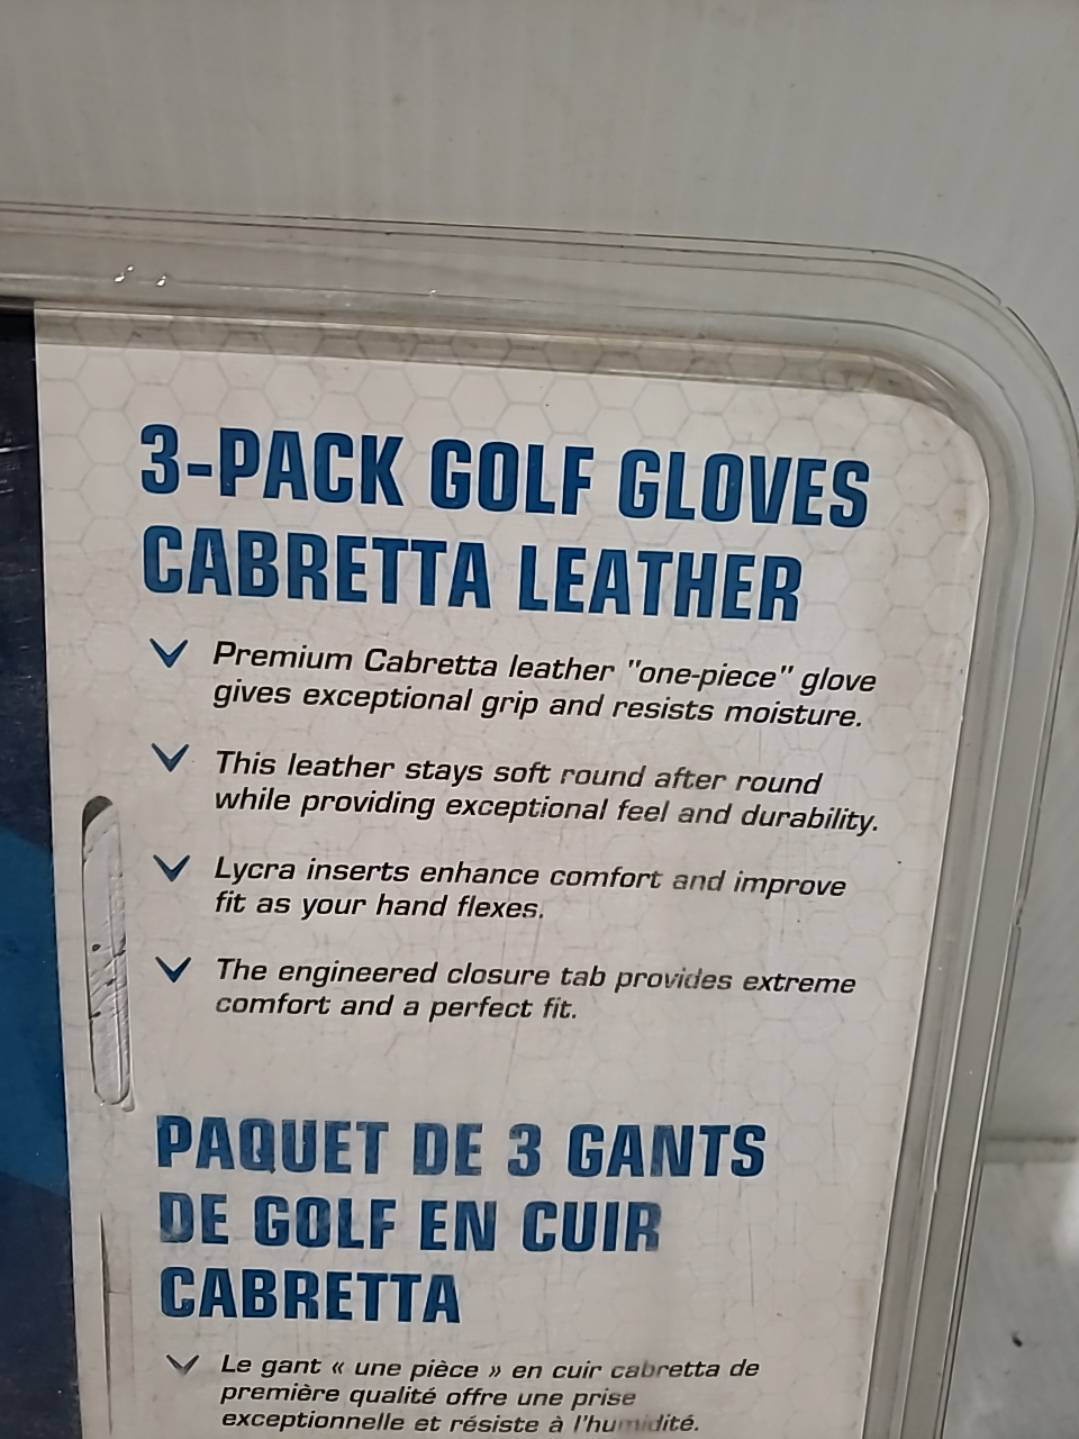 3-PACK GOLF GLOVES
CABRETTA LEATHER
Premium Cabretta leather "one-piece" glove
gives exceptional grip and resists moisture.
This leather stays soft round after round
while providing exceptional feel and durability.
Lycra inserts enhance comfort and improve
fit as your hand flexes.
The engineered closure tab provides extreme
comfort and a perfect fit.
PAQUET DE 3 GANTS
DE GOLF EN CUIR
CABRETTA
Le gant « une pièce » en cuir cabretta de
première qualité offre une prise
exceptionnelle et résiste à l'humidité.